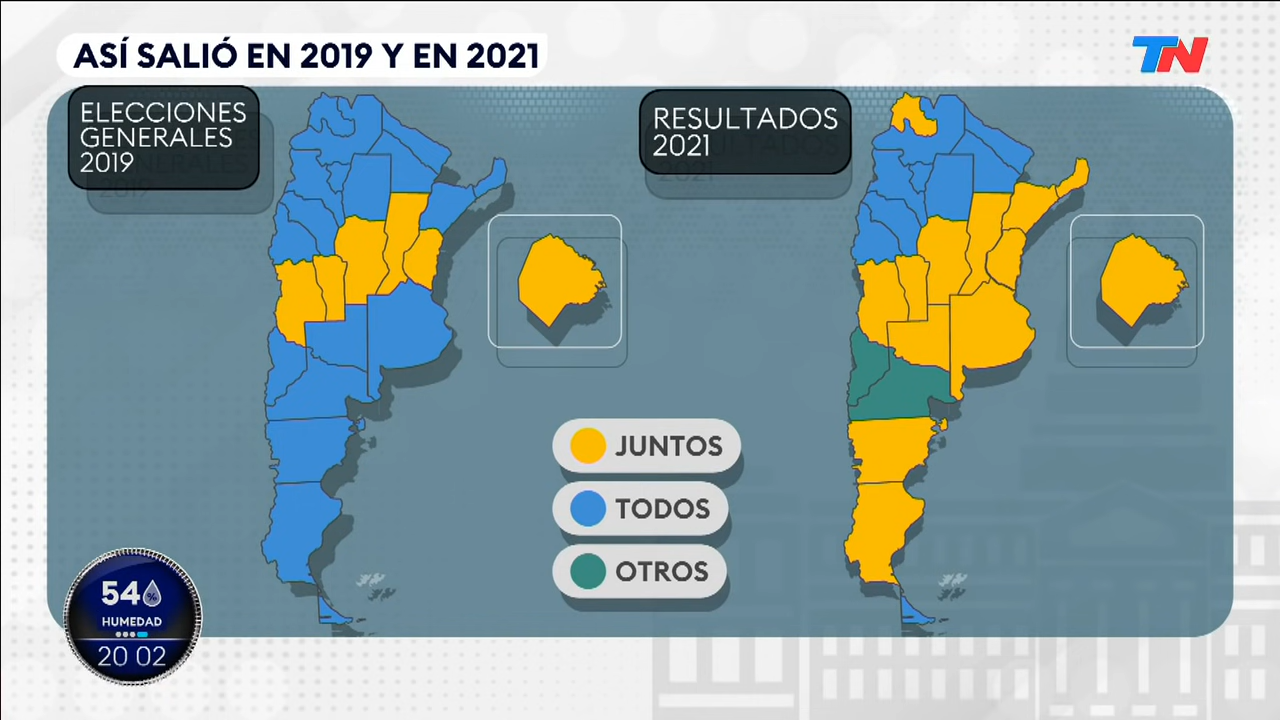 ASÍ SALIÓ EN 2019 Y EN 2021
TN
ELECCIONES
GENERALES
2019
RESULTADOS
2021
JUNTOS
TODOS
OTROS
54 %
HUMEDAD
20 02